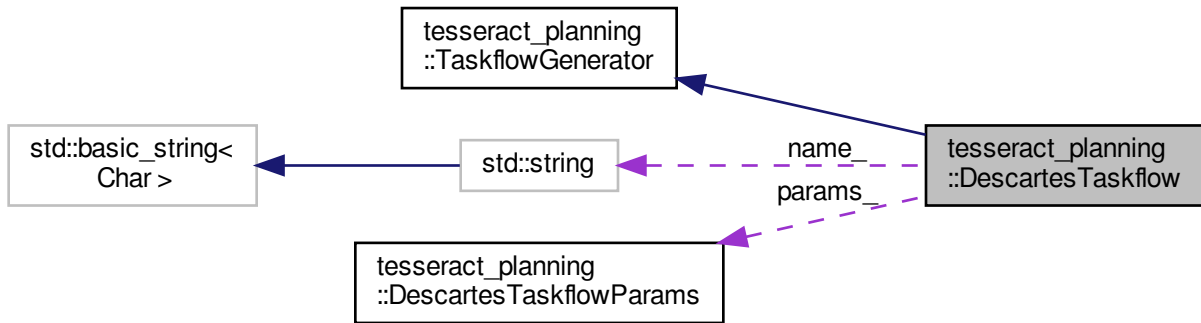 tesseract_planning
::TaskflowGenerator
std::basic_string<
Char >
std::string
name_
params_
tesseract_planning
::DescartesTaskflow
tesseract_planning
::DescartesTaskflowParams